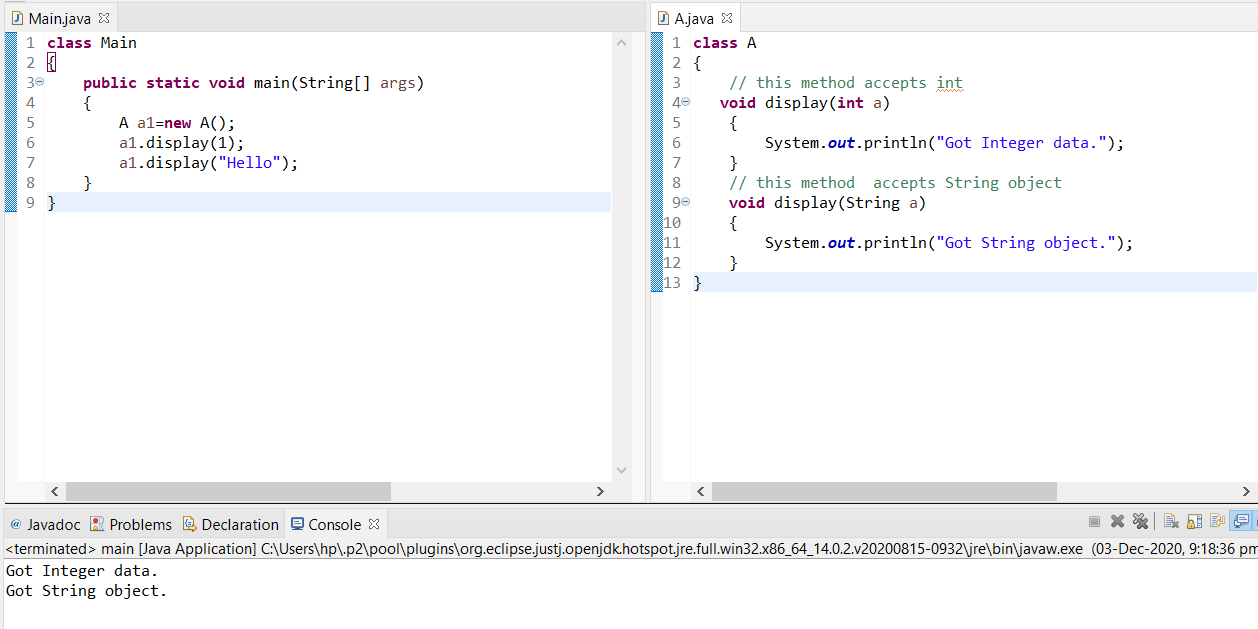 Main.java
1 class Main
2 {
3 public static void main(String[] args)
4 {
5 A a1=new A();
6 a1.display(1);
7 a1.display("Hello");
8 }
9 }
A.java
1 class A
2 {
3 // this method accepts int
4 void display(int a)
5 {
6 System.out.println("Got Integer data.");
7 }
8 // this method  accepts String object
9 void display(String a)
10 {
11 System.out.println("Got String object.");
12 }
13 }
@ Javadoc Problems Declaration Console
<terminated> main [Java Application] C:\Users\hp\.p2\pool\plugins\org.eclipse.justj.openjdk.hotspot.jre.full.win32.x86_64_14.0.2.v20200815-0932\jre\bin\javaw.exe (03-Dec-2020, 9:18:36 pm
Got Integer data.
Got String object.